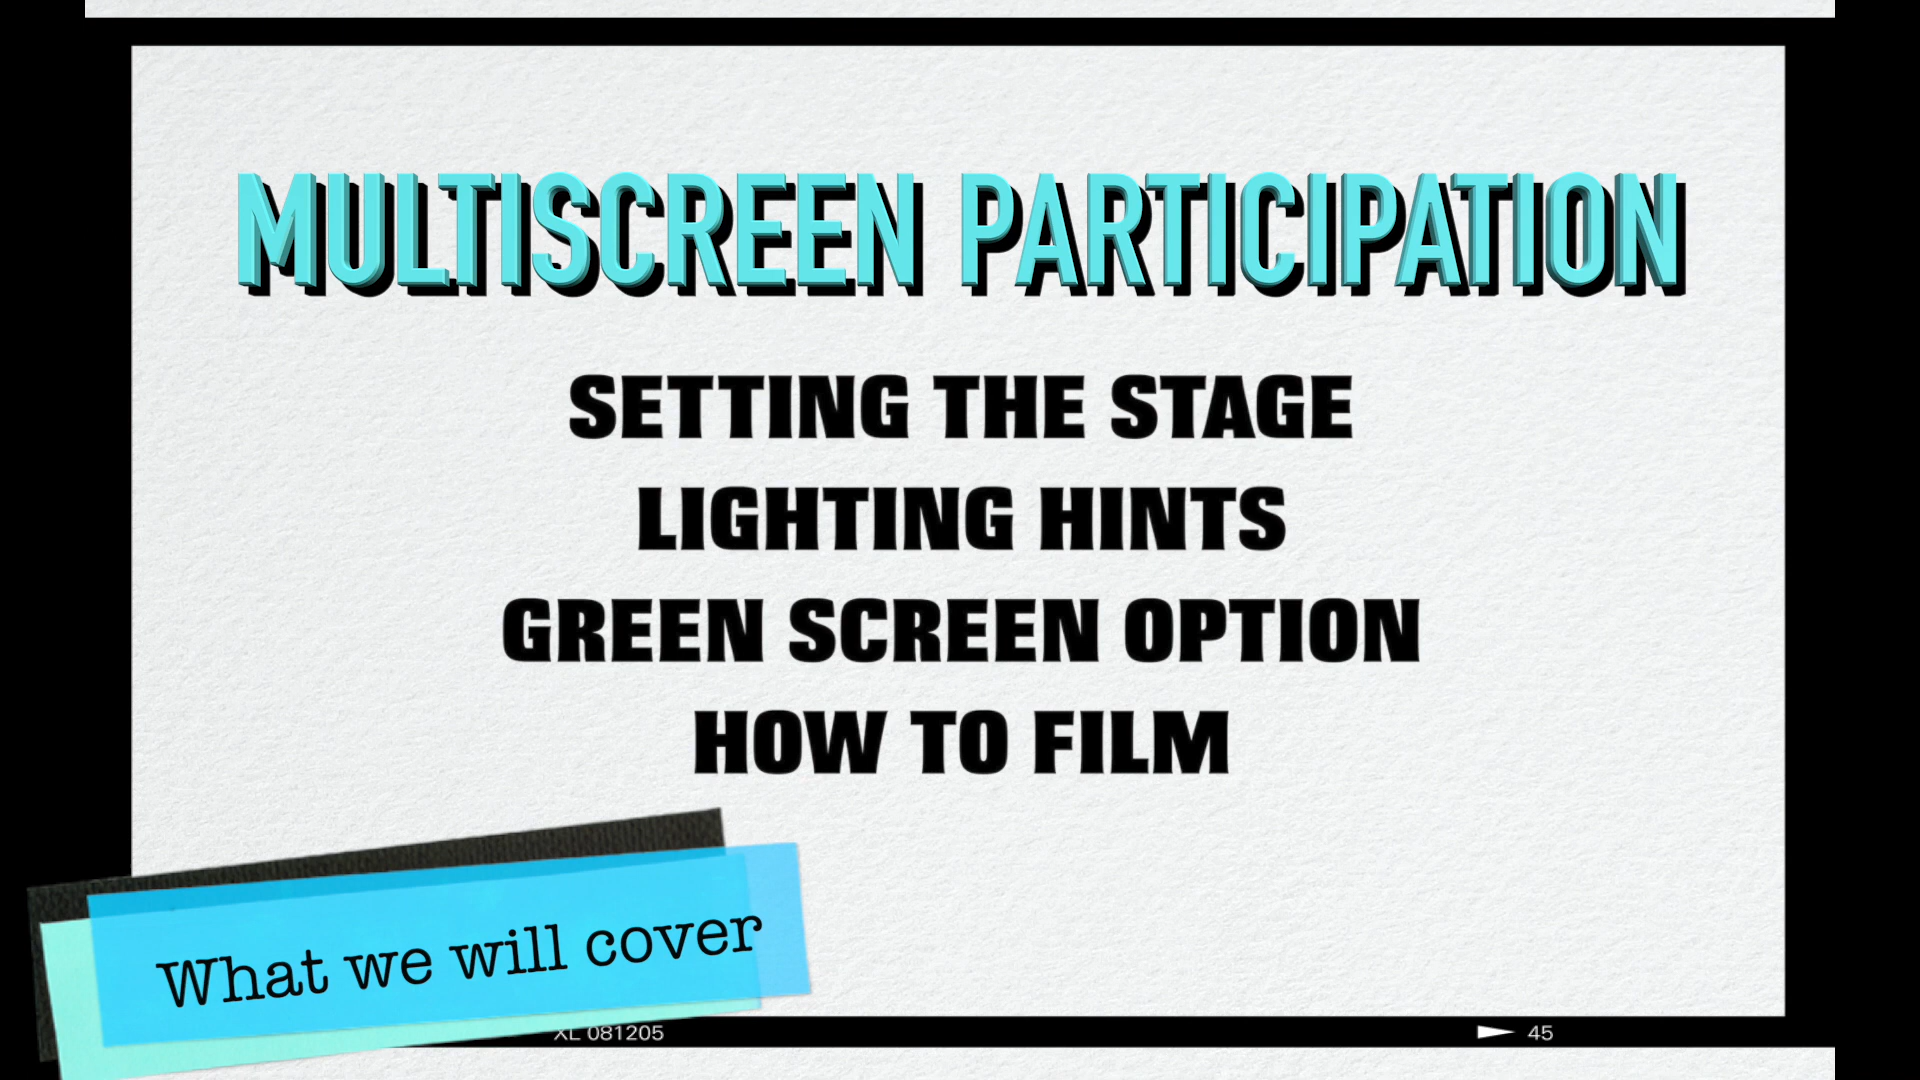 MULTISCREEN PARTICIPATION
SETTING THE STAGE
LIGHTING HINTS
GREEN SCREEN OPTION
HOW TO FILM
What we will cover
XL 081205
45